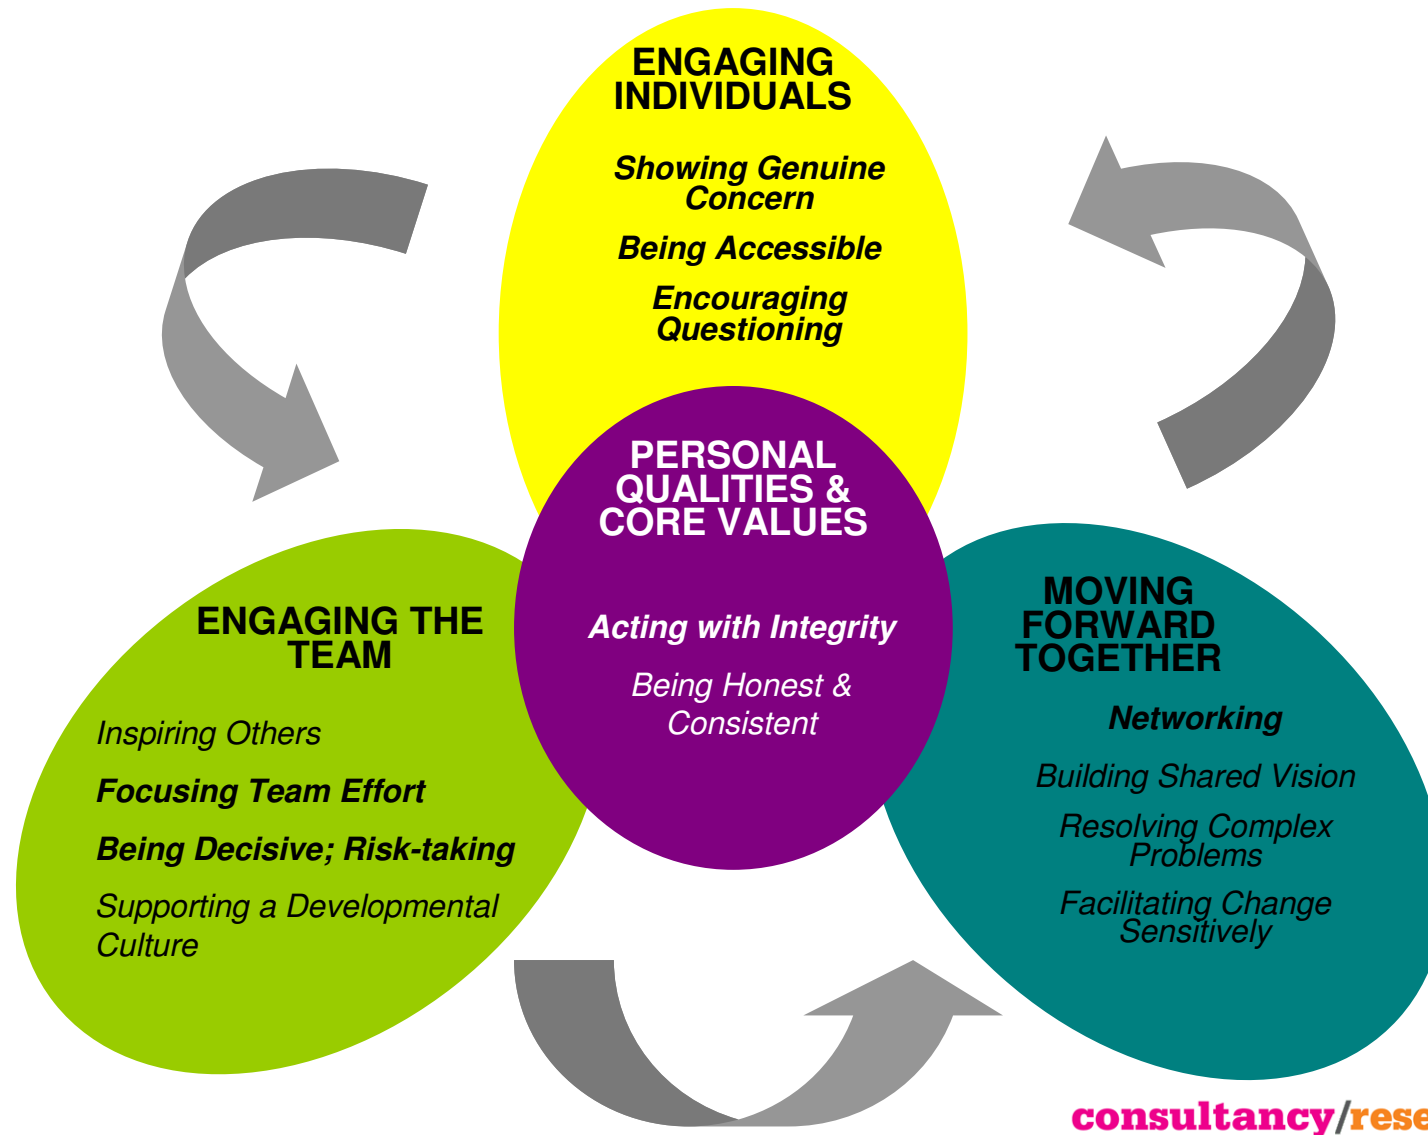 ENGAGING
INDIVIDUALS
Showing Genuine
Concern
Being Accessible
Encouraging
Questioning
PERSONAL
QUALITIES &
CORE VALUES
Acting with Integrity
Being Honest &
Consistent
ENGAGING THE
TEAM
Inspiring Others
Focusing Team Effort
Being Decisive; Risk-taking
Supporting a Developmental
Culture
MOVING
FORWARD
TOGETHER
Networking
Building Shared Vision
Resolving Complex
Problems
Facilitating Change
Sensitively
consultancy/rese